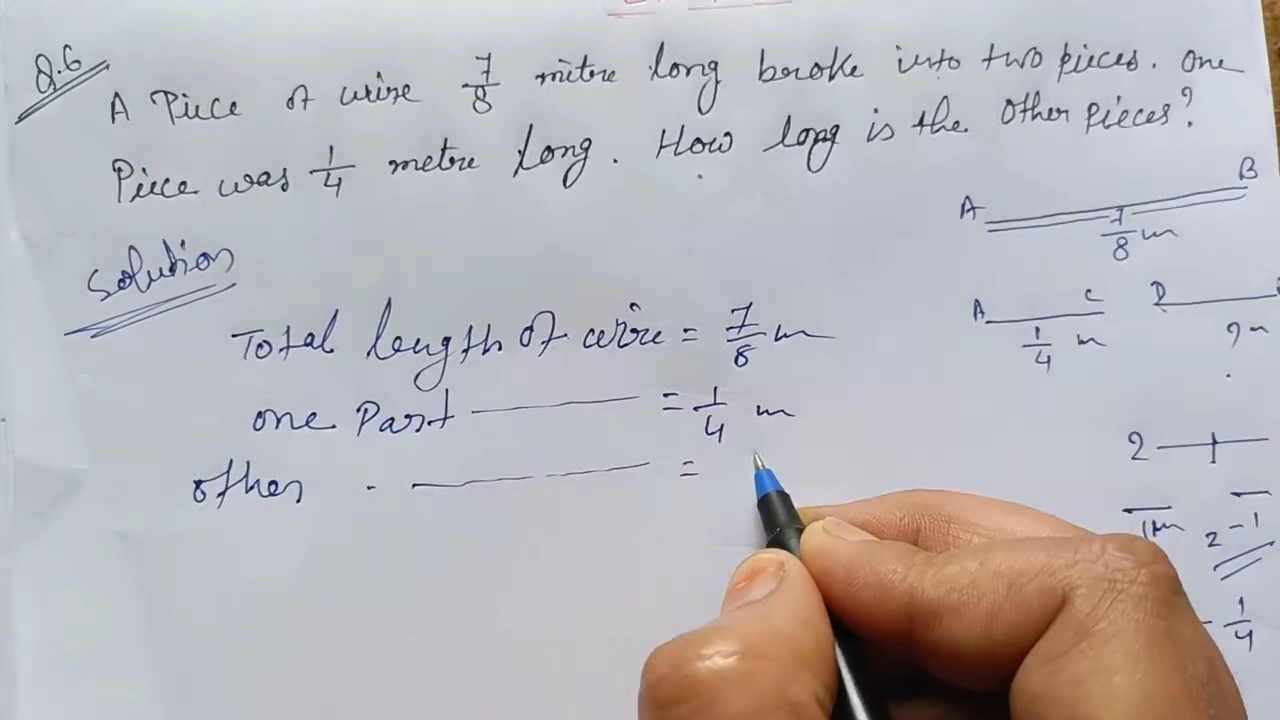 Q.6
A Piece of wire 7/8 metre long broke into two pieces. one
Piece was 1/4 metre long. How long is the other pieces?
Solution
Total length of wire = 7/8 m
one Part = 1/4 m
other . =
A B
7/8 m
A C D
1/4 m ? m
2
1m 2-1
- 1/4